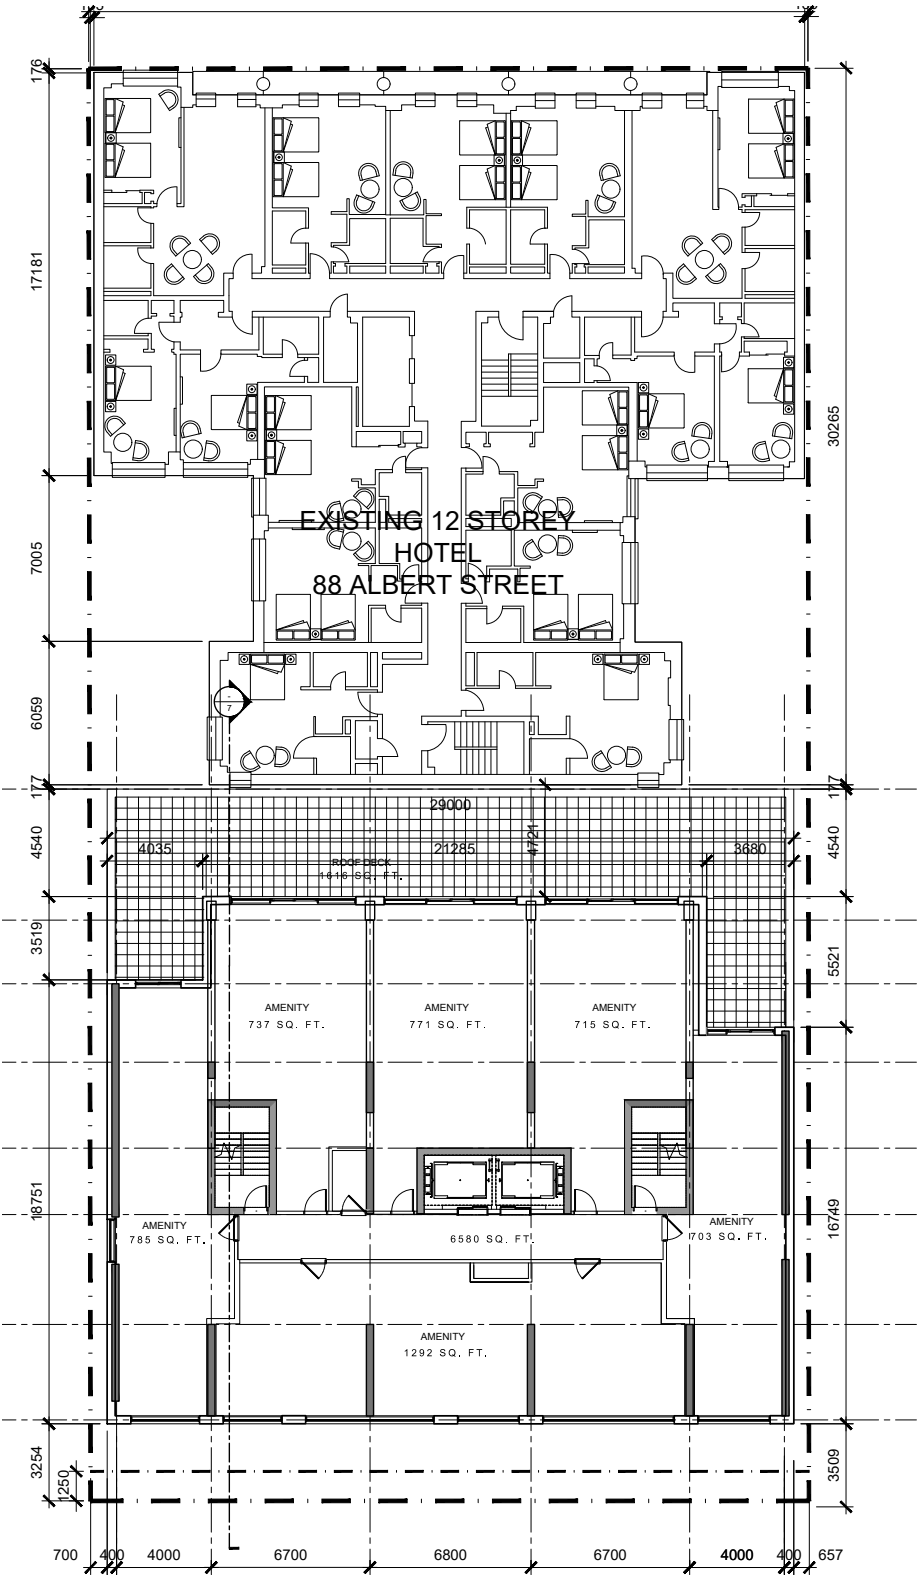 176
17181
30265
7005
EXISTING 12 STOREY
HOTEL
88 ALBERT STREET
6059
7
177
177
29000
4540
4035
21285
4721
3680
4540
ROOF DECK
1616 SQ. FT.
3519
5521
AMENITY
737 SQ. FT.
AMENITY
771 SQ. FT.
AMENITY
715 SQ. FT.
18751
16749
AMENITY
785 SQ. FT.
6580 SQ. FT.
AMENITY
703 SQ. FT.
AMENITY
1292 SQ. FT.
3254
1250
3509
700
400
4000
6700
6800
6700
4000
400
657